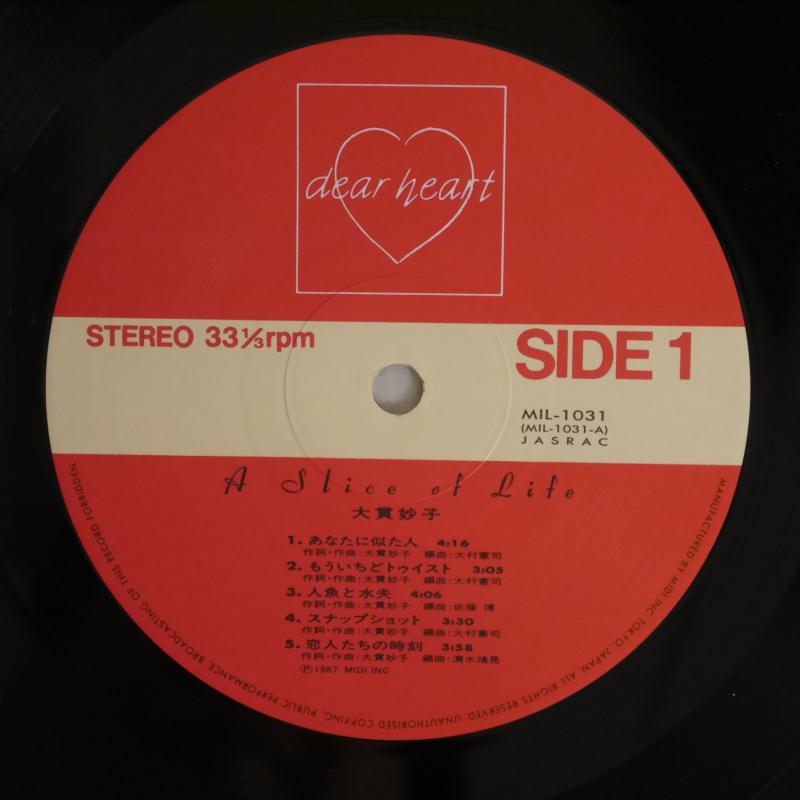 dear heart
STEREO 33⅓rpm
SIDE 1
MIL-1031
(MIL-1031-A)
JASRAC
A Slice of Life
大貫妙子
1. あなたに似た人 4:16
作詞・作曲:大貫妙子 編曲:大村憲司
2. もういちどトゥイスト 3:05
作詞・作曲:大貫妙子 編曲:大村憲司
3. 人魚と水夫 4:06
作詞・作曲:大貫妙子 編曲:佐藤 博
4. スナップショット 3:30
作詞・作曲:大貫妙子 編曲:大村憲司
5. 恋人たちの時刻 3:58
作詞・作曲:大貫妙子 編曲:清水靖晃
Ⓟ1987 MIDI INC
MANUFACTURED BY MIDI INC TOKYO, JAPAN. ALL RIGHTS RESERVED. UNAUTHORISED COPYING, PUBLIC PERFORMANCE BROADCASTING OF THIS RECORD FORBIDDEN